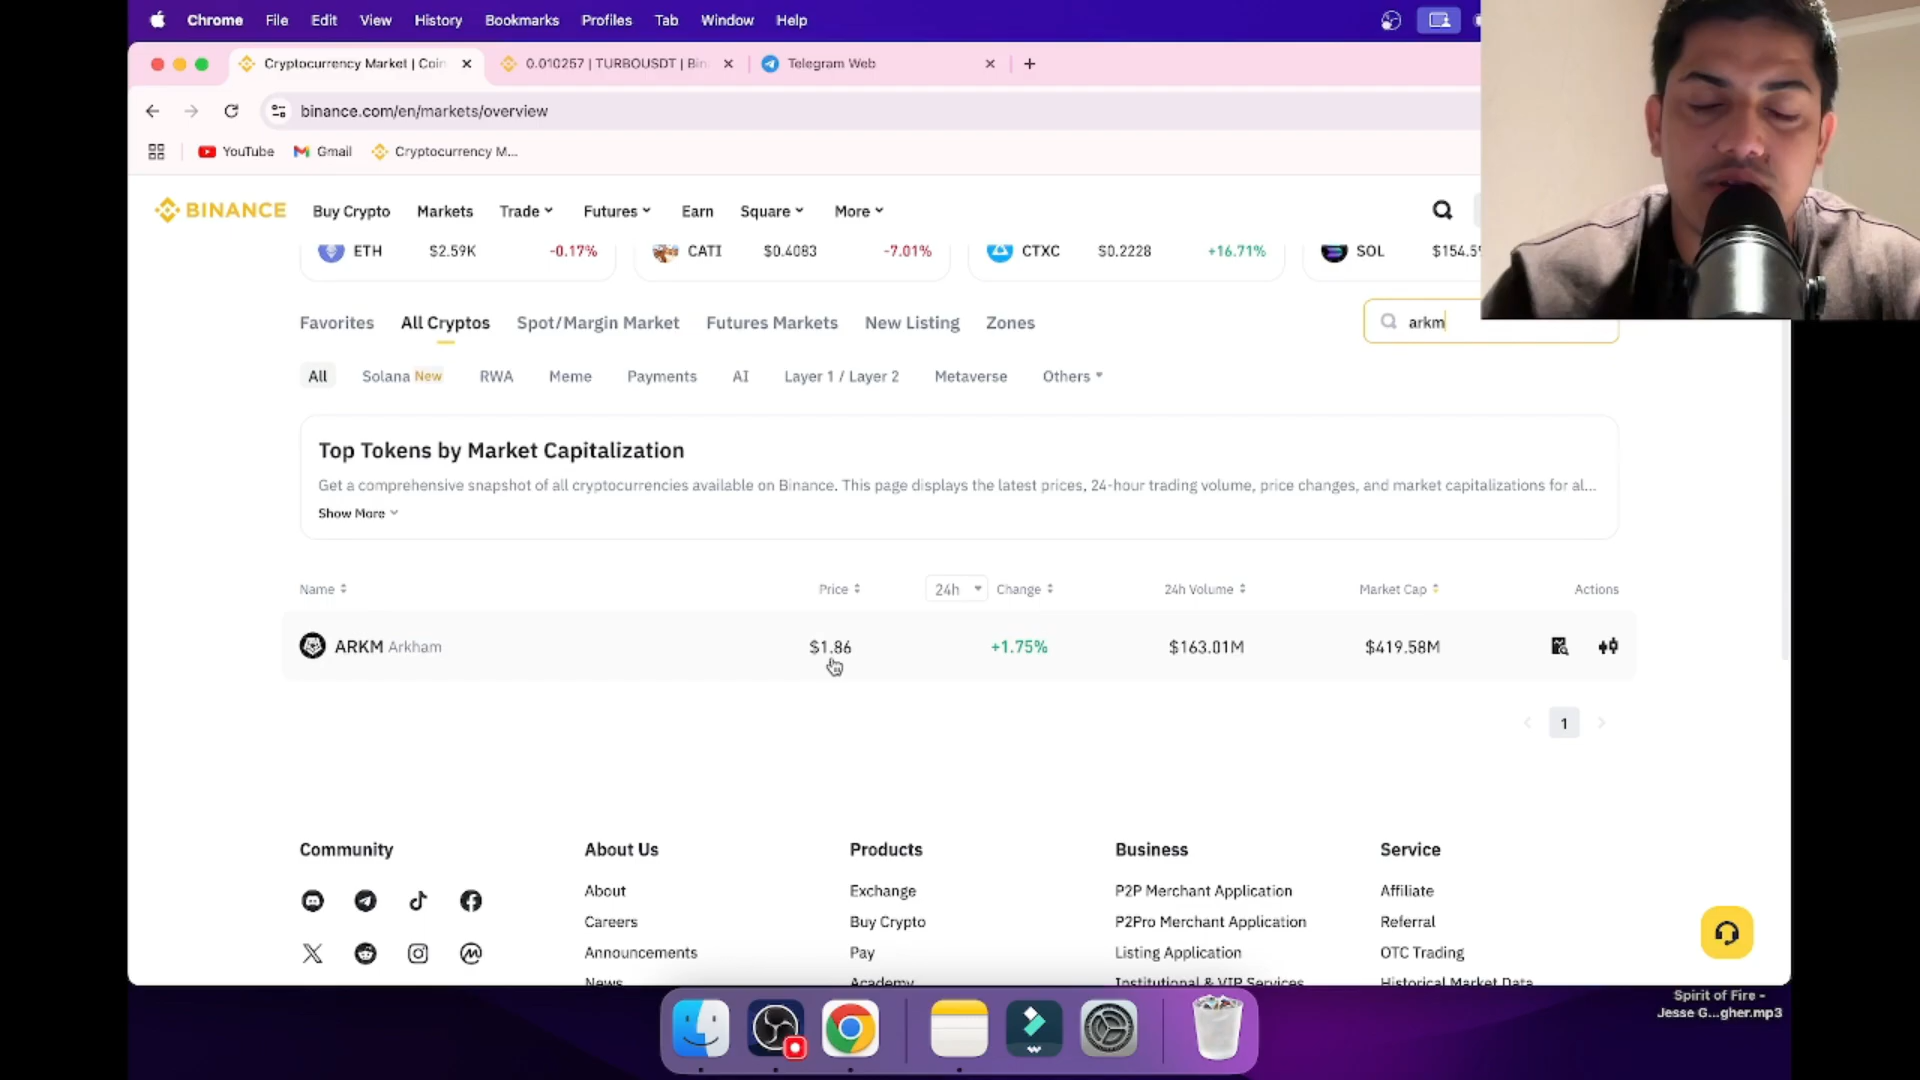 Chrome File Edit View History Bookmarks Profiles Tab Window Help
Cryptocurrency Market | Coin 0.010257 | TURBOUSDT | Bin Telegram Web
binance.com/en/markets/overview
YouTube Gmail Cryptocurrency M...
BINANCE Buy Crypto Markets Trade Futures Earn Square More
ETH $2.59K -0.17% CATI $0.4083 -7.01% CTXC $0.2228 +16.71% SOL
Favorites All Cryptos Spot/Margin Market Futures Markets New Listing Zones arkm
All Solana New RWA Meme Payments AI Layer 1 / Layer 2 Metaverse Others
Top Tokens by Market Capitalization
Get a comprehensive snapshot of all cryptocurrencies available on Binance. This page displays the latest prices, 24-hour trading volume, price changes, and market capitalizations for al...
Show More
Name Price 24h Change 24h Volume Market Cap Actions
ARKM Arkham $1.86 +1.75% $163.01M $419.58M
1
Community About Us Products Business Service
About Exchange P2P Merchant Application Affiliate
Careers Buy Crypto P2Pro Merchant Application Referral
Announcements Pay Listing Application OTC Trading
News Academy Institutional & VIP Services Historical Market Data
Spirit of Fire -
Jesse G...gher.mp3